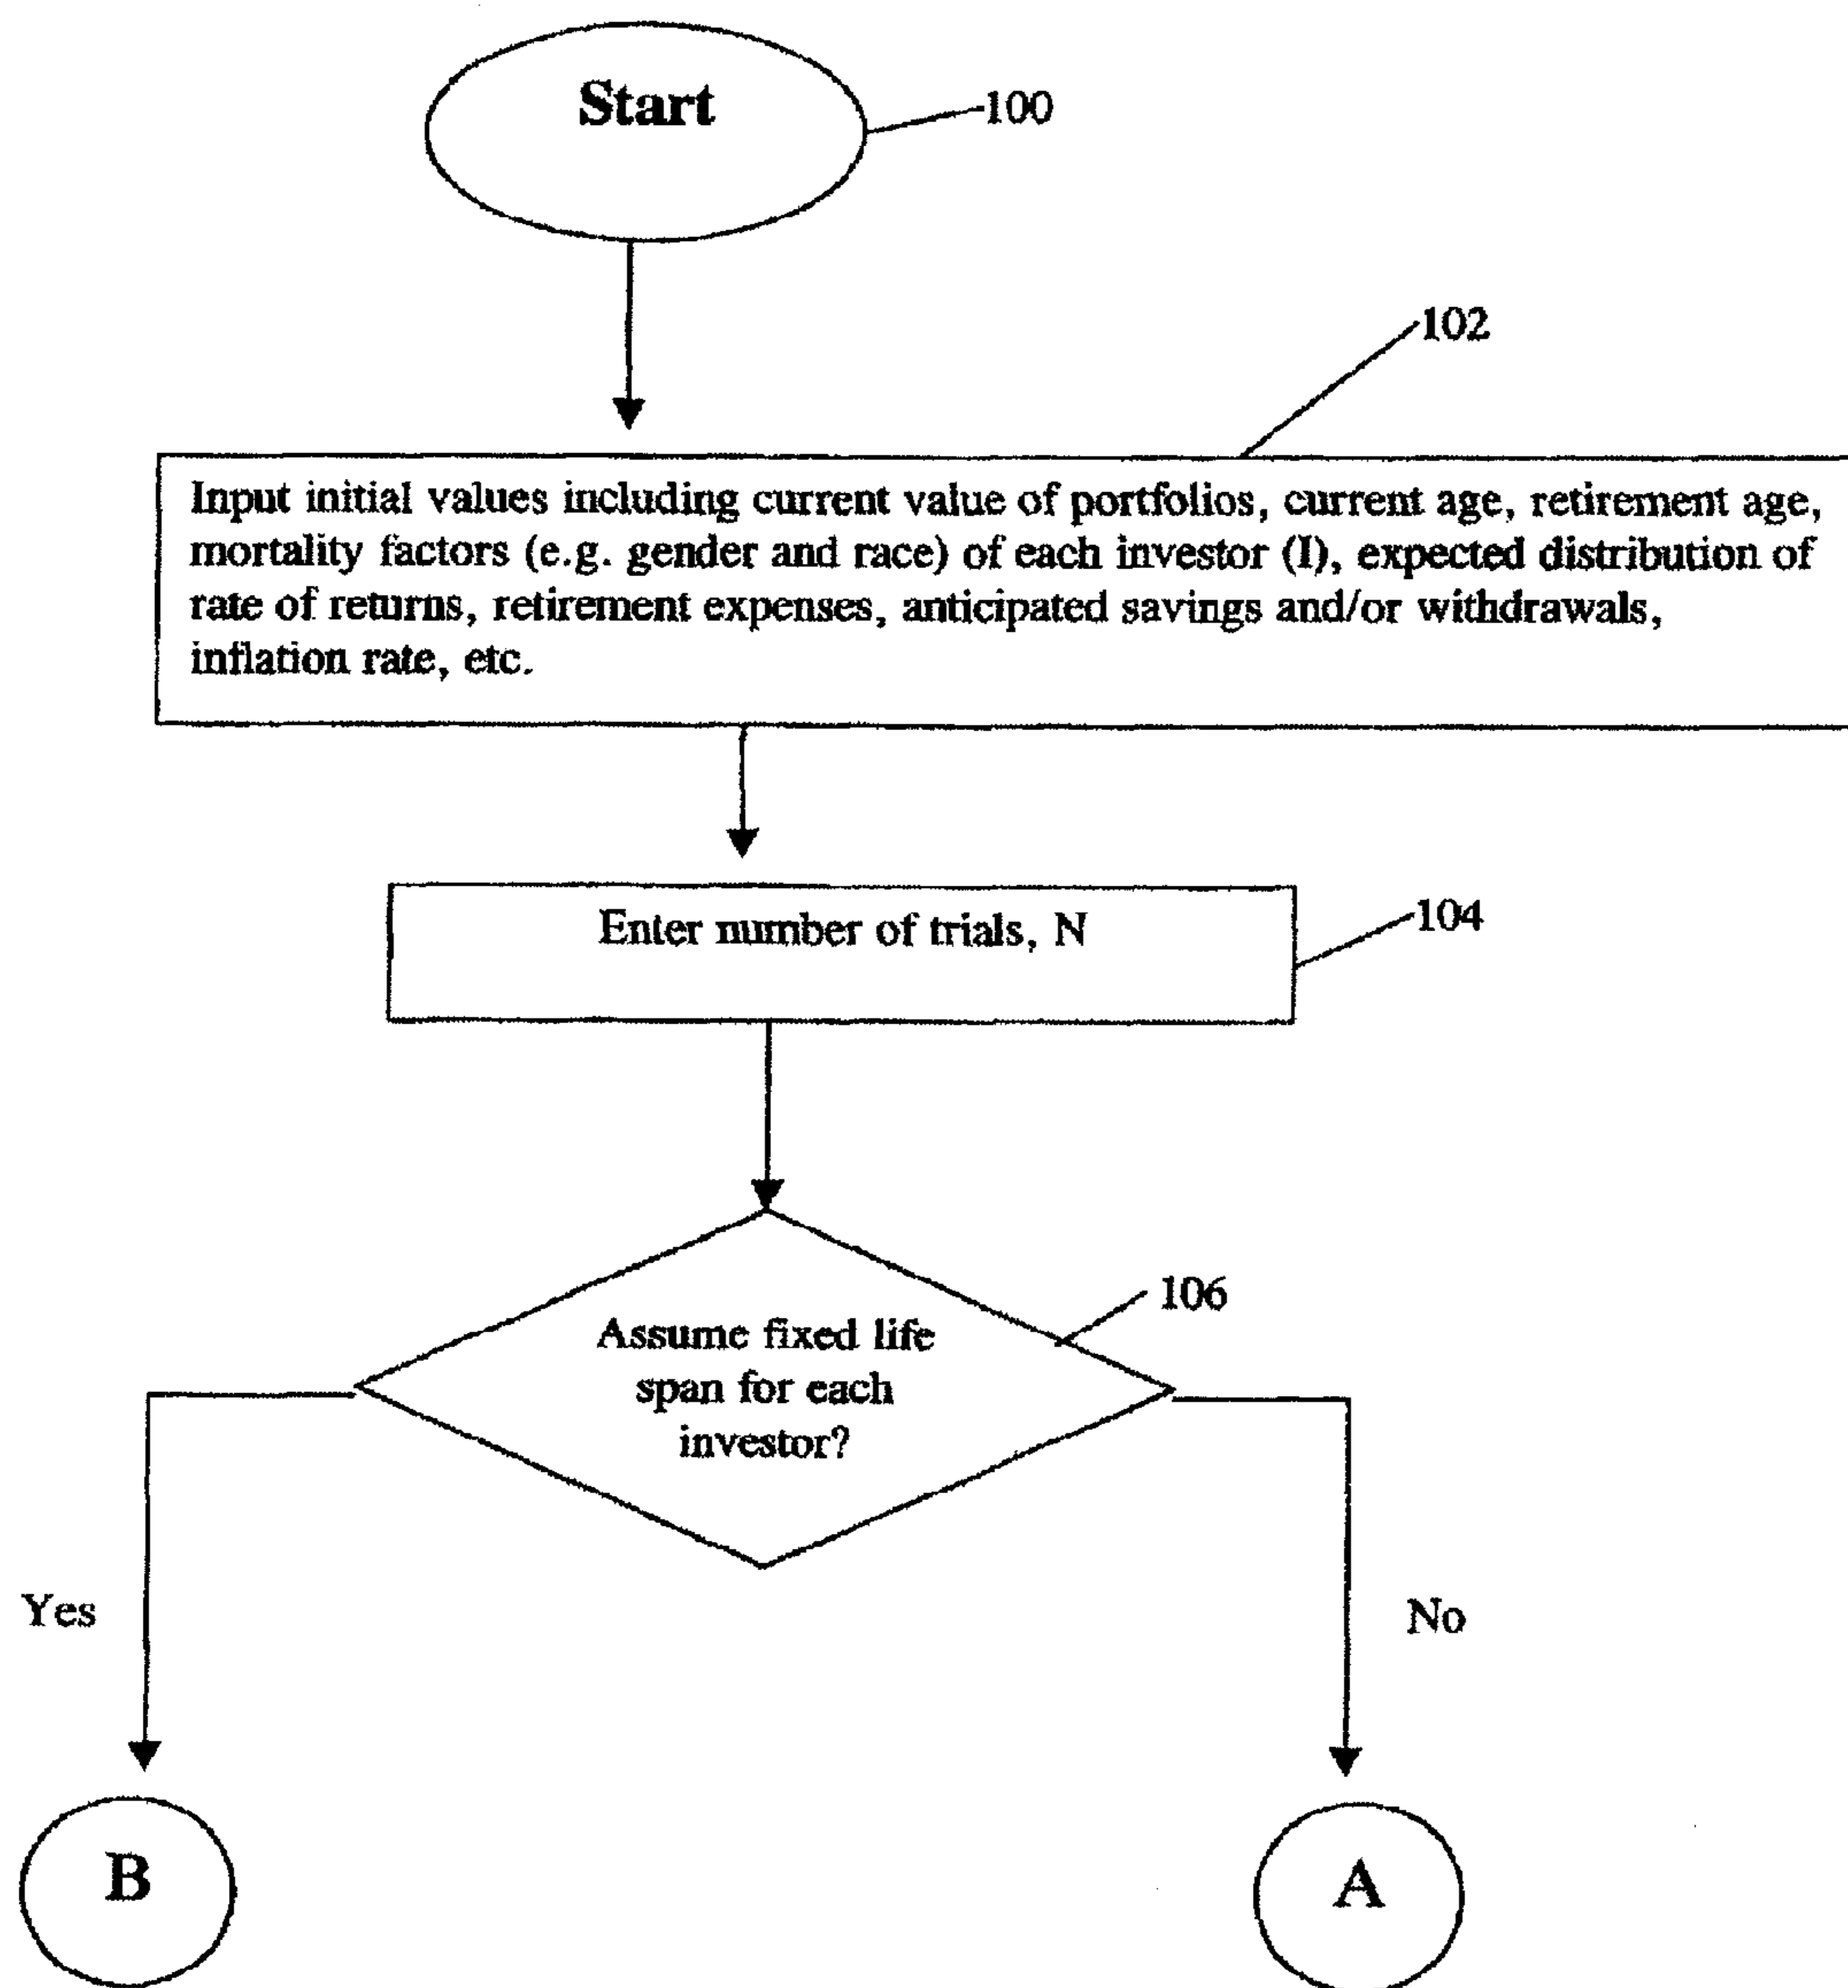 Start
100
102
Input initial values including current value of portfolios, current age, retirement age,
mortality factors (e.g. gender and race) of each investor (I), expected distribution of
rate of returns, retirement expenses, anticipated savings and/or withdrawals,
inflation rate, etc.
Enter number of trials, N
104
106
Assume fixed life
span for each
investor?
Yes
No
B
A